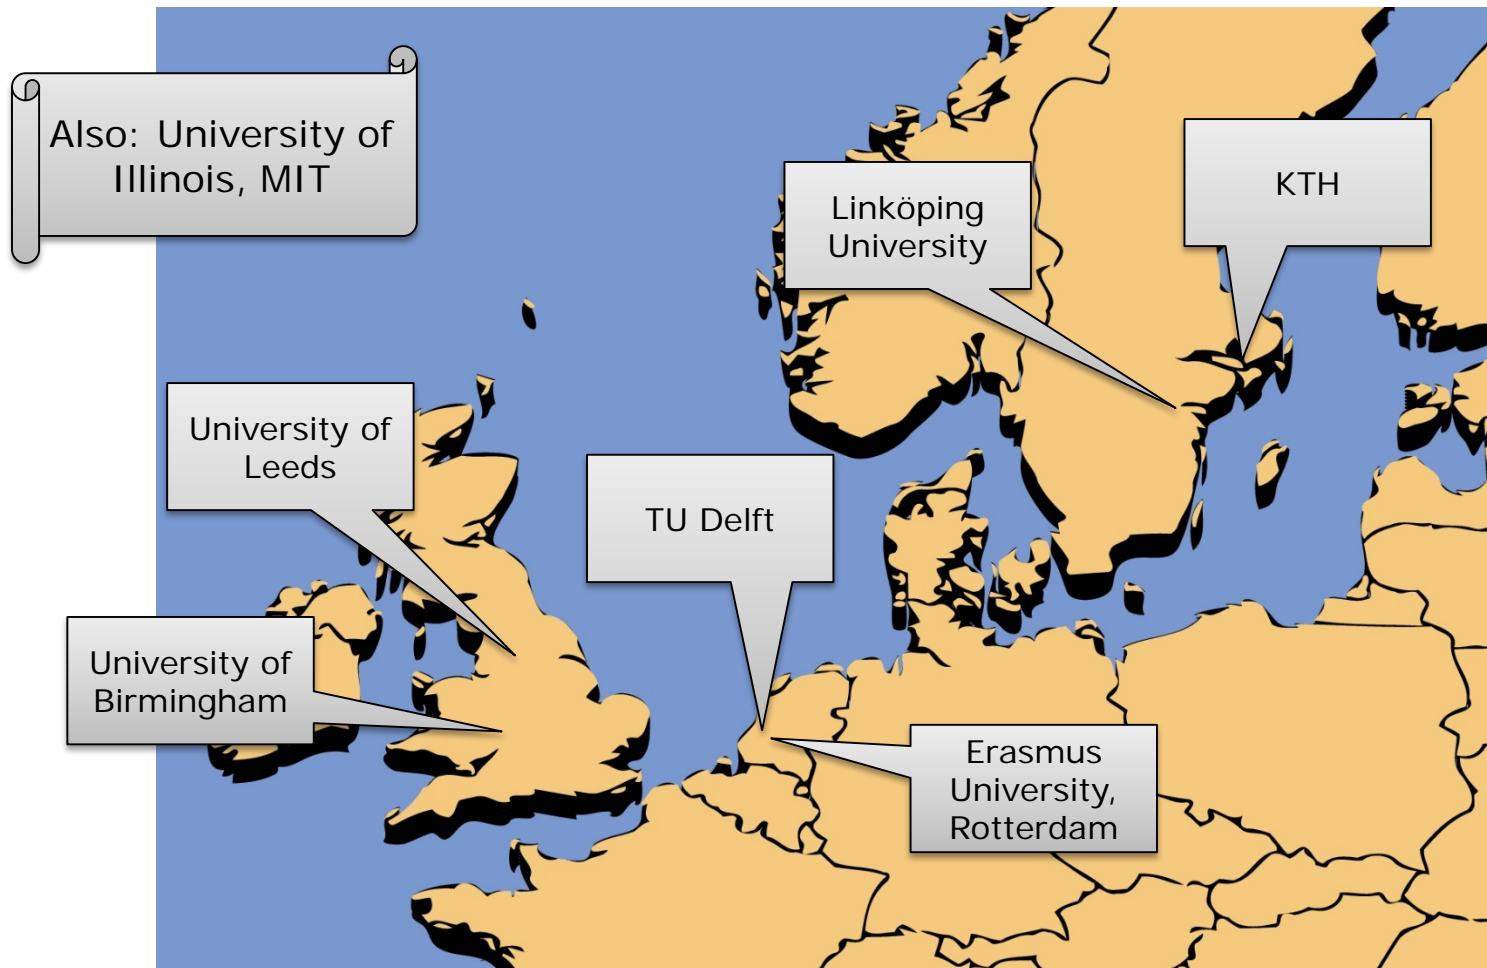 Also: University of
Illinois, MIT
Linköping
University
KTH
University of
Leeds
TU Delft
University of
Birmingham
Erasmus
University,
Rotterdam